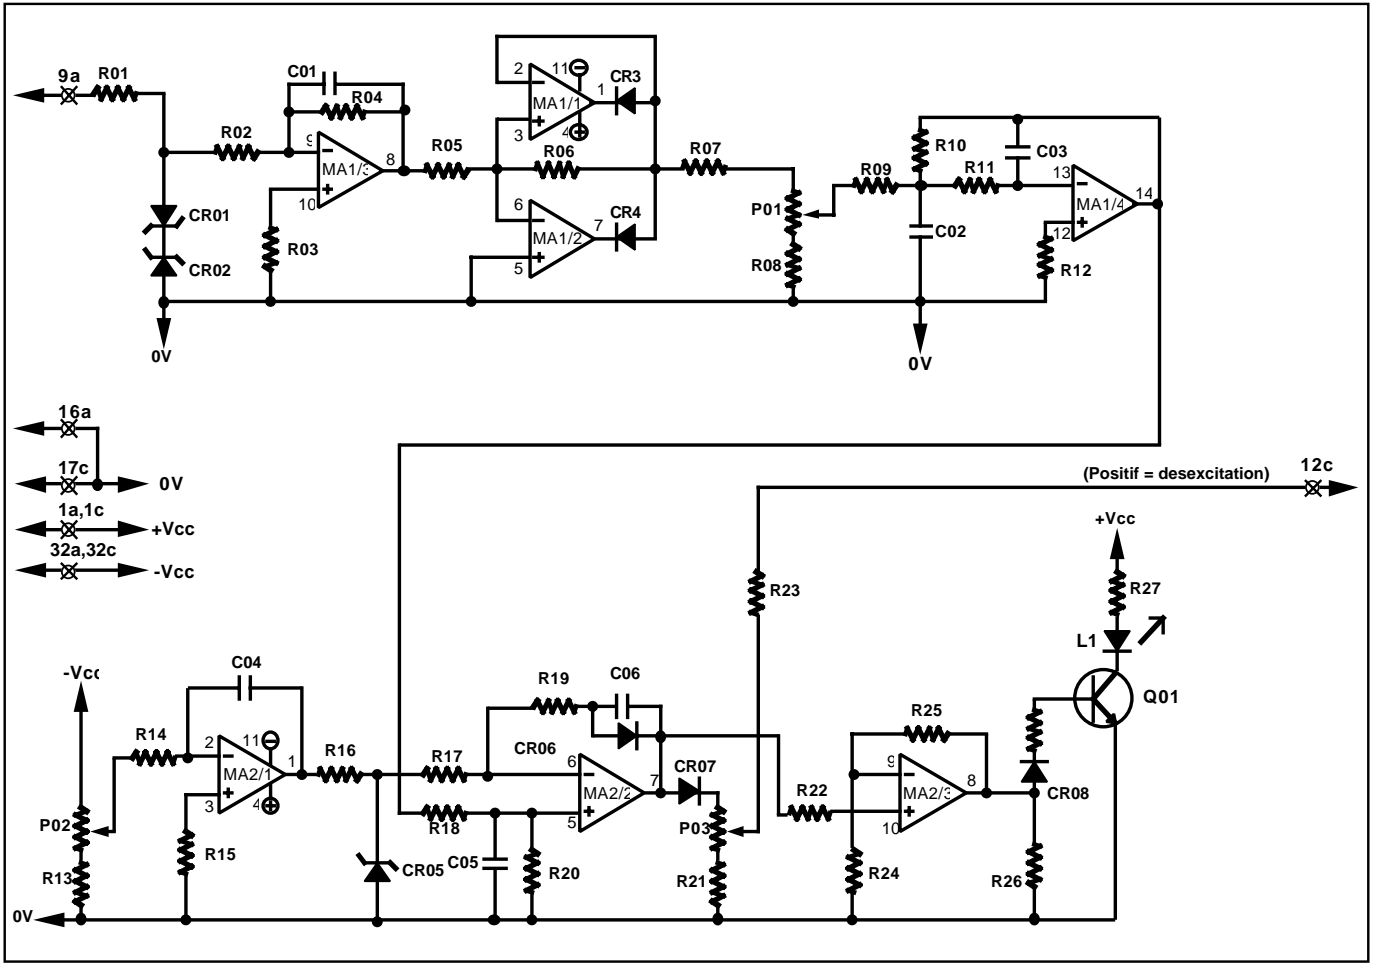 9a R01 C01 R04 R02 9 8 MA1/3 10 R03
CR01
CR02
0V
R05
2 11 1 CR3
MA1/1
3 4
R06
6 7 CR4
MA1/2
5
R07
P01
R08
R09
R10
R11
C03
C02
13 14
MA1/4
12
R12
0V
16a
17c 0V
1a,1c +Vcc
32a,32c -Vcc
(Positif = desexcitation) 12c
+Vcc
R27
L1
Q01
R23
-Vcc
C04
R14
2 11 1
MA2/1
3 4
R16
P02
R15
R13
0V
R19 C06
R17
CR06
6 7
MA2/2
5
CR07
R18
CR05 C05
R20
P03
R21
R22
R25
9 8
MA2/3
10
CR08
R24
R26